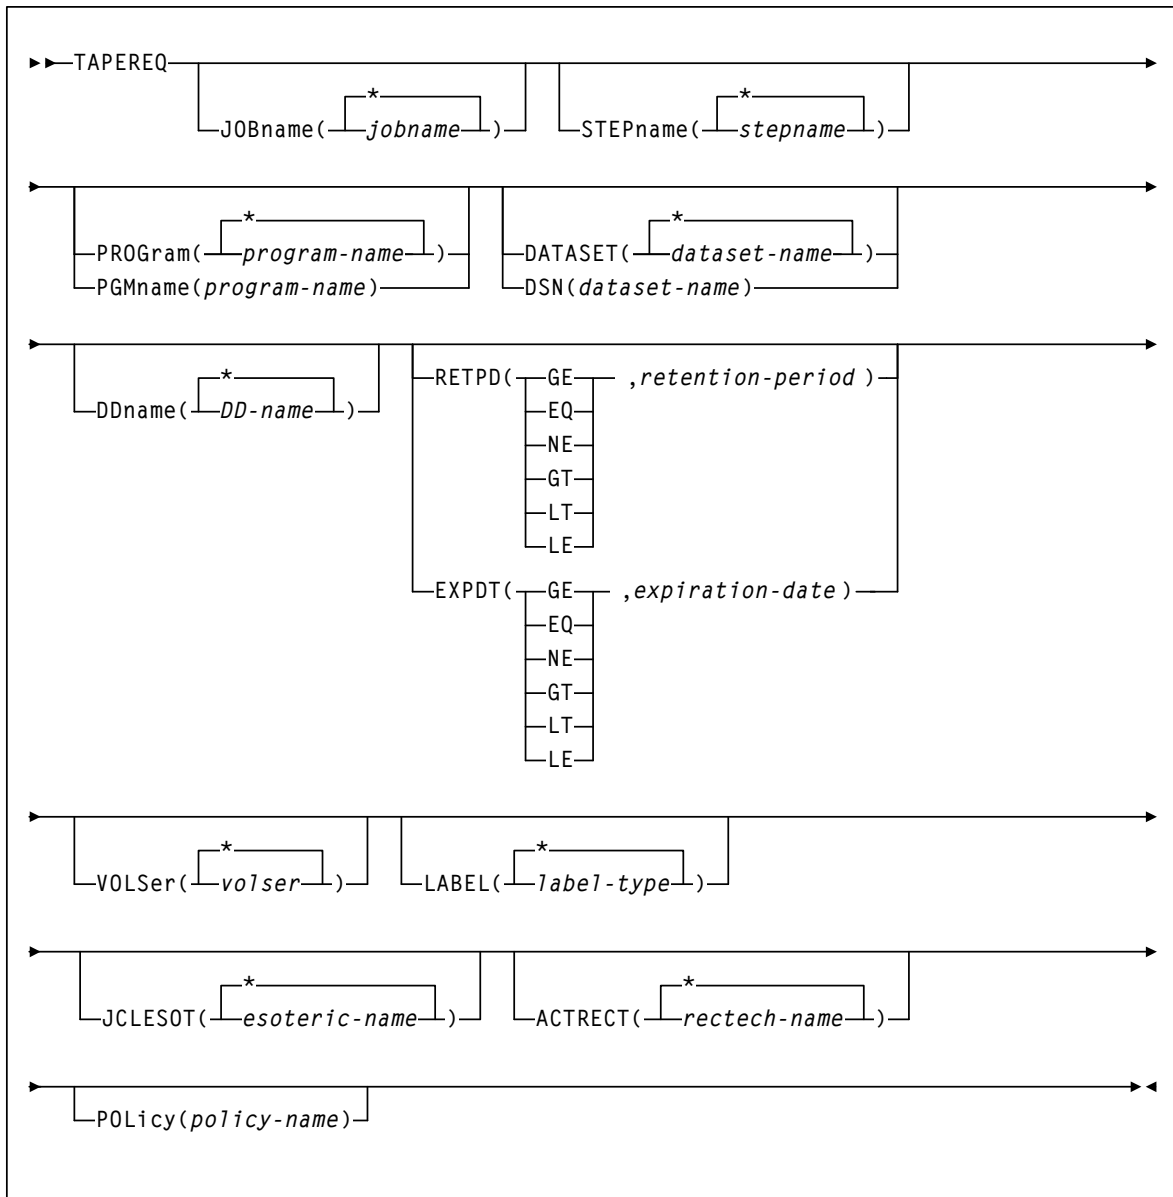 TAPEREQ
* *
JOBname( jobname ) STEPname( stepname )
* *
PROGram( program-name ) DATASET( dataset-name )
PGMname(program-name) DSN(dataset-name)
* RETPD( GE ,retention-period )
DDname( DD-name ) EQ
NE
GT
LT
LE
EXPDT( GE ,expiration-date)
EQ
NE
GT
LT
LE
* *
VOLSer( volser ) LABEL( label-type )
* *
JCLESOT( esoteric-name ) ACTRECT( rectech-name )
POLicy(policy-name)